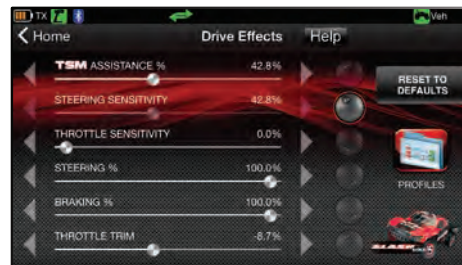 TX Veh
Home Drive Effects Help
TSM ASSISTANCE % 42.8%
RESET TO
DEFAULTS
STEERING SENSITIVITY 42.8%
THROTTLE SENSITIVITY 0.0%
STEERING % 100.0%
PROFILES
BRAKING % 100.0%
THROTTLE TRIM -8.7%
SLASH